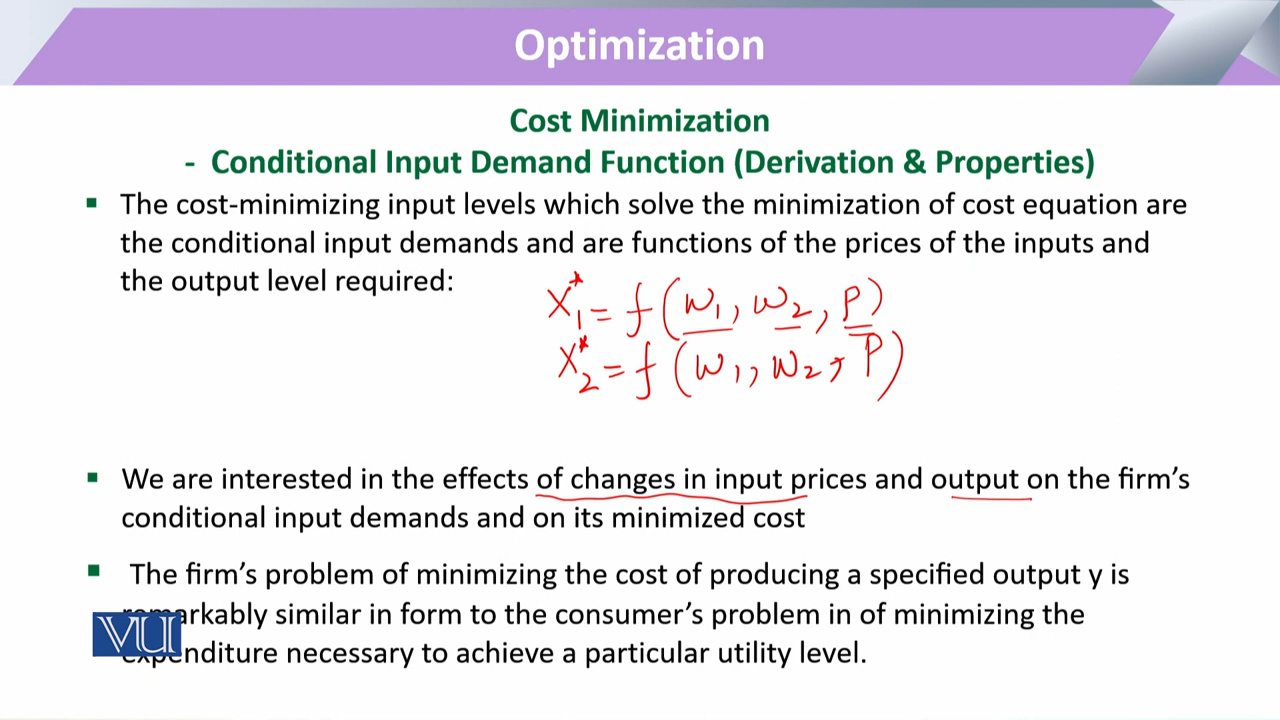 Optimization
Cost Minimization
- Conditional Input Demand Function (Derivation & Properties)
▪ The cost-minimizing input levels which solve the minimization of cost equation are
the conditional input demands and are functions of the prices of the inputs and
the output level required:
X₁* = f(w₁, w₂, P)
X₂* = f(w₁, w₂, P)
▪ We are interested in the effects of changes in input prices and output on the firm's
conditional input demands and on its minimized cost
▪ The firm's problem of minimizing the cost of producing a specified output y is
remarkably similar in form to the consumer's problem in of minimizing the
VU
expenditure necessary to achieve a particular utility level.